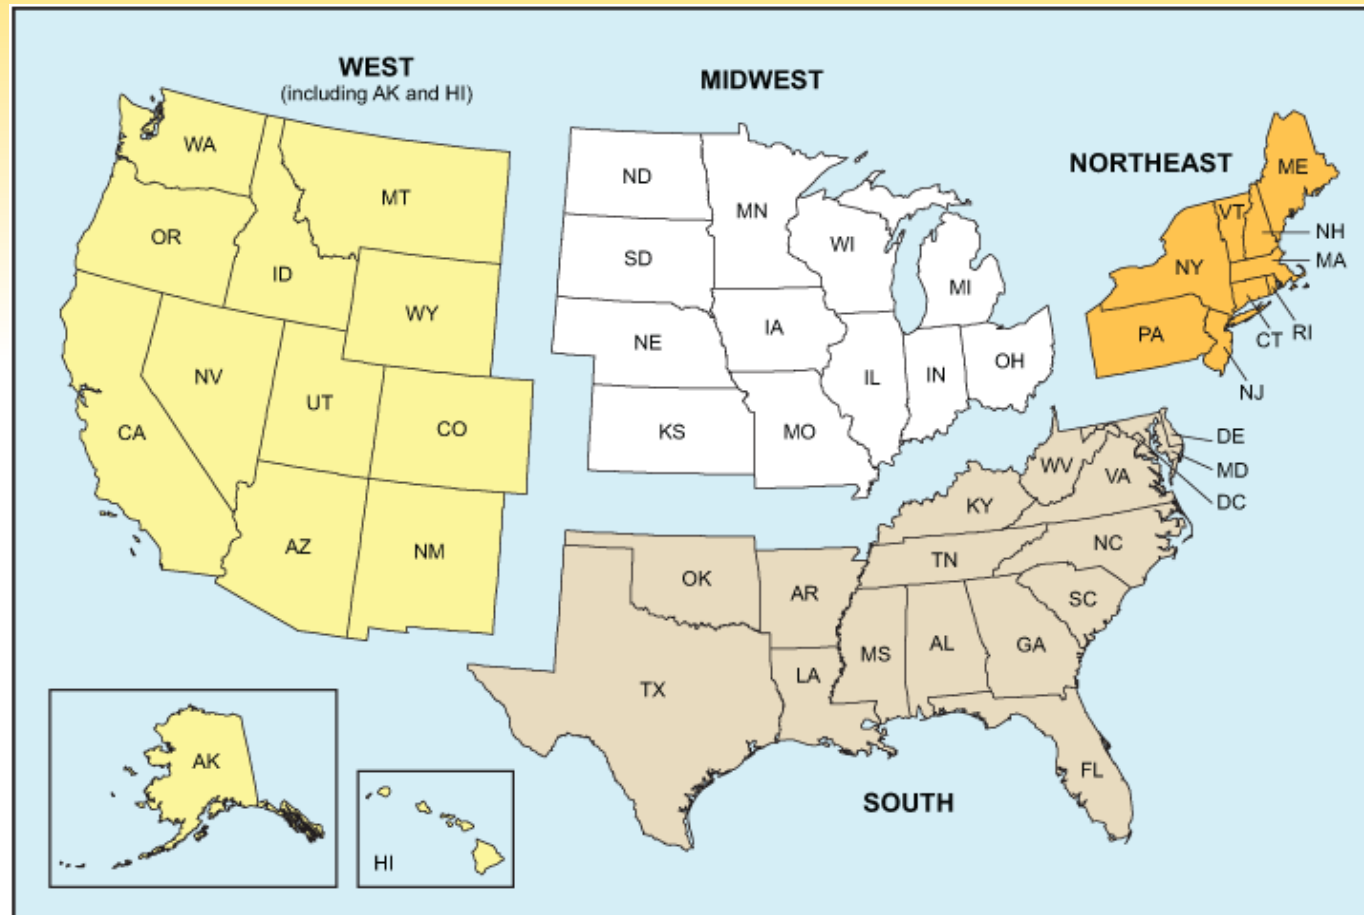 WEST
(including AK and HI)
MIDWEST
NORTHEAST
WA
MT
OR
ID
WY
NV
UT
CO
CA
AZ
NM
AK
HI
ND
MN
SD
WI
MI
NE
IA
IL
IN
OH
KS
MO
ME
VT
NH
MA
NY
RI
CT
PA
NJ
DE
MD
DC
WV
VA
KY
NC
TN
SC
OK
AR
MS
AL
GA
LA
TX
FL
SOUTH